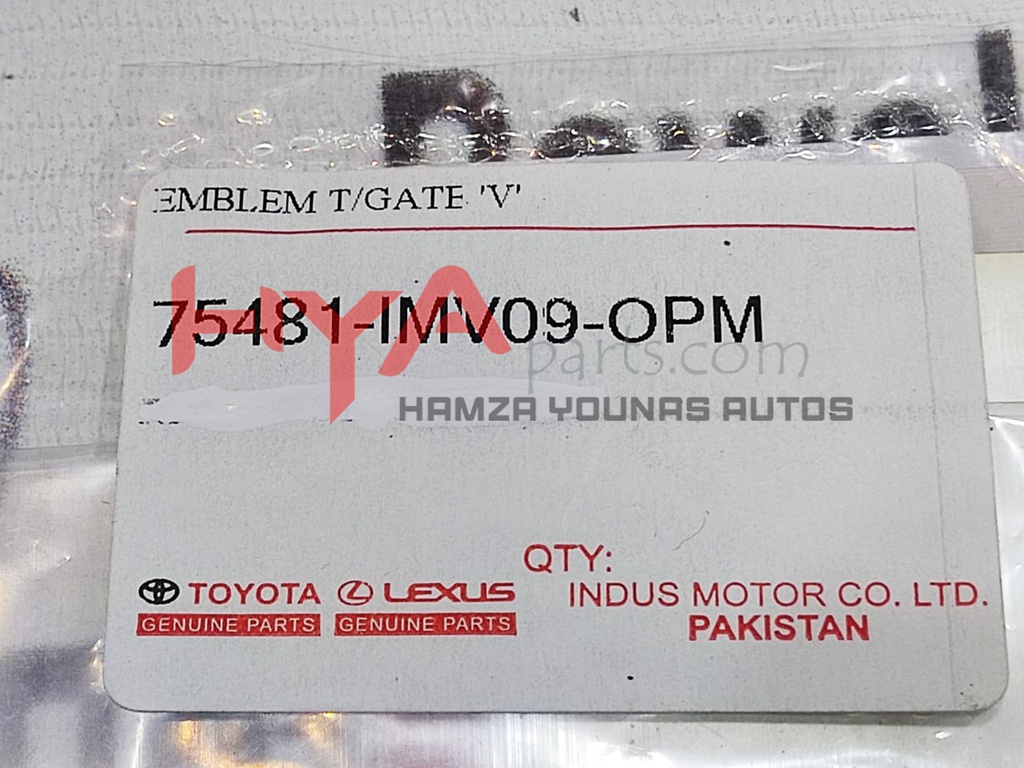 EMBLEM T/GATE 'V'
75481-IMV09-OPM
HYA
parts.com
HAMZA YOUNAS AUTOS
QTY:
TOYOTA LEXUS INDUS MOTOR CO. LTD.
GENUINE PARTS GENUINE PARTS PAKISTAN